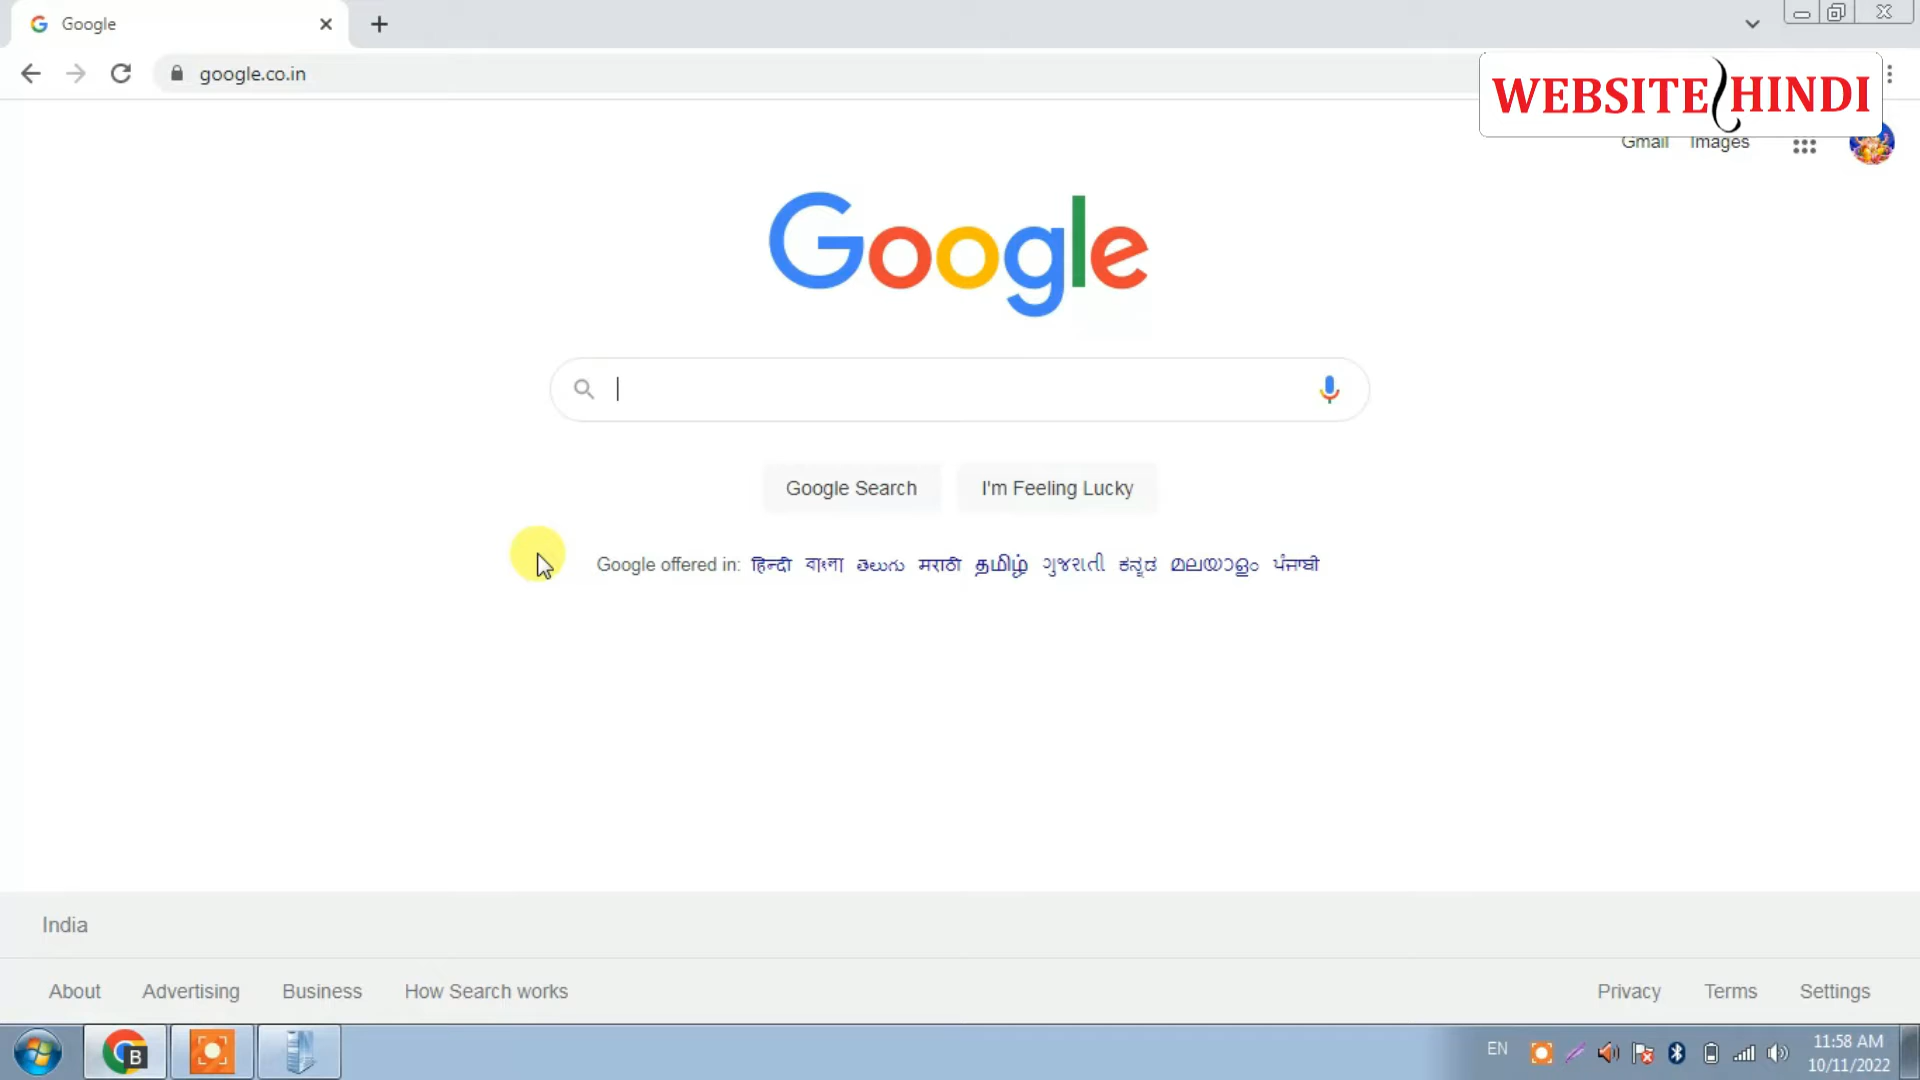 Google
google.co.in
WEBSITE HINDI
Gmail Images
Google
Google Search I'm Feeling Lucky
Google offered in: हिन्दी বাংলা తెలుగు मराठी தமிழ் ગુજરાતી ಕನ್ನಡ മലയാളം ਪੰਜਾਬੀ
India
About Advertising Business How Search works Privacy Terms Settings
B
EN
11:58 AM
10/11/2022